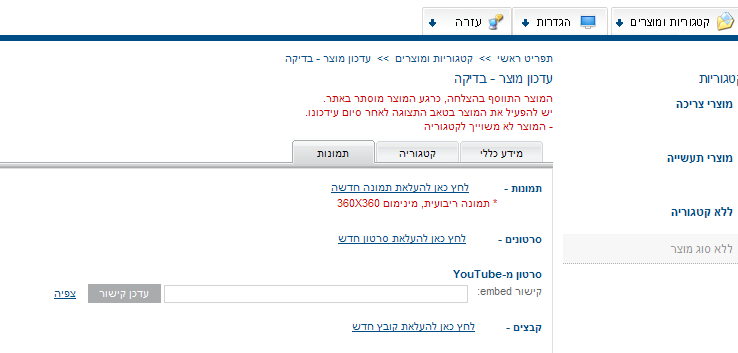 קטגוריות ומוצרים הגדרות עזרה
תפריט ראשי >> קטגוריות ומוצרים >> עדכון מוצר - בדיקה
קטגוריות
מוצרי צריכה
מוצרי תעשייה
ללא קטגוריה
ללא סוג מוצר
עדכון מוצר - בדיקה
המוצר התווסף בהצלחה, כרגע המוצר מוסתר באתר.
יש להפעיל את המוצר בטאב התצוגה לאחר סיום עידכונו.
- המוצר לא משוייך לקטגוריה
מידע כללי קטגוריה תמונות
תמונות - לחץ כאן להעלאת תמונה חדשה
* תמונה ריבועית, מינימום 360X360
סרטונים - לחץ כאן להעלאת סרטון חדש
סרטון מ-YouTube
קישור embed: עדכן קישור צפיה
קבצים - לחץ כאן להעלאת קובץ חדש